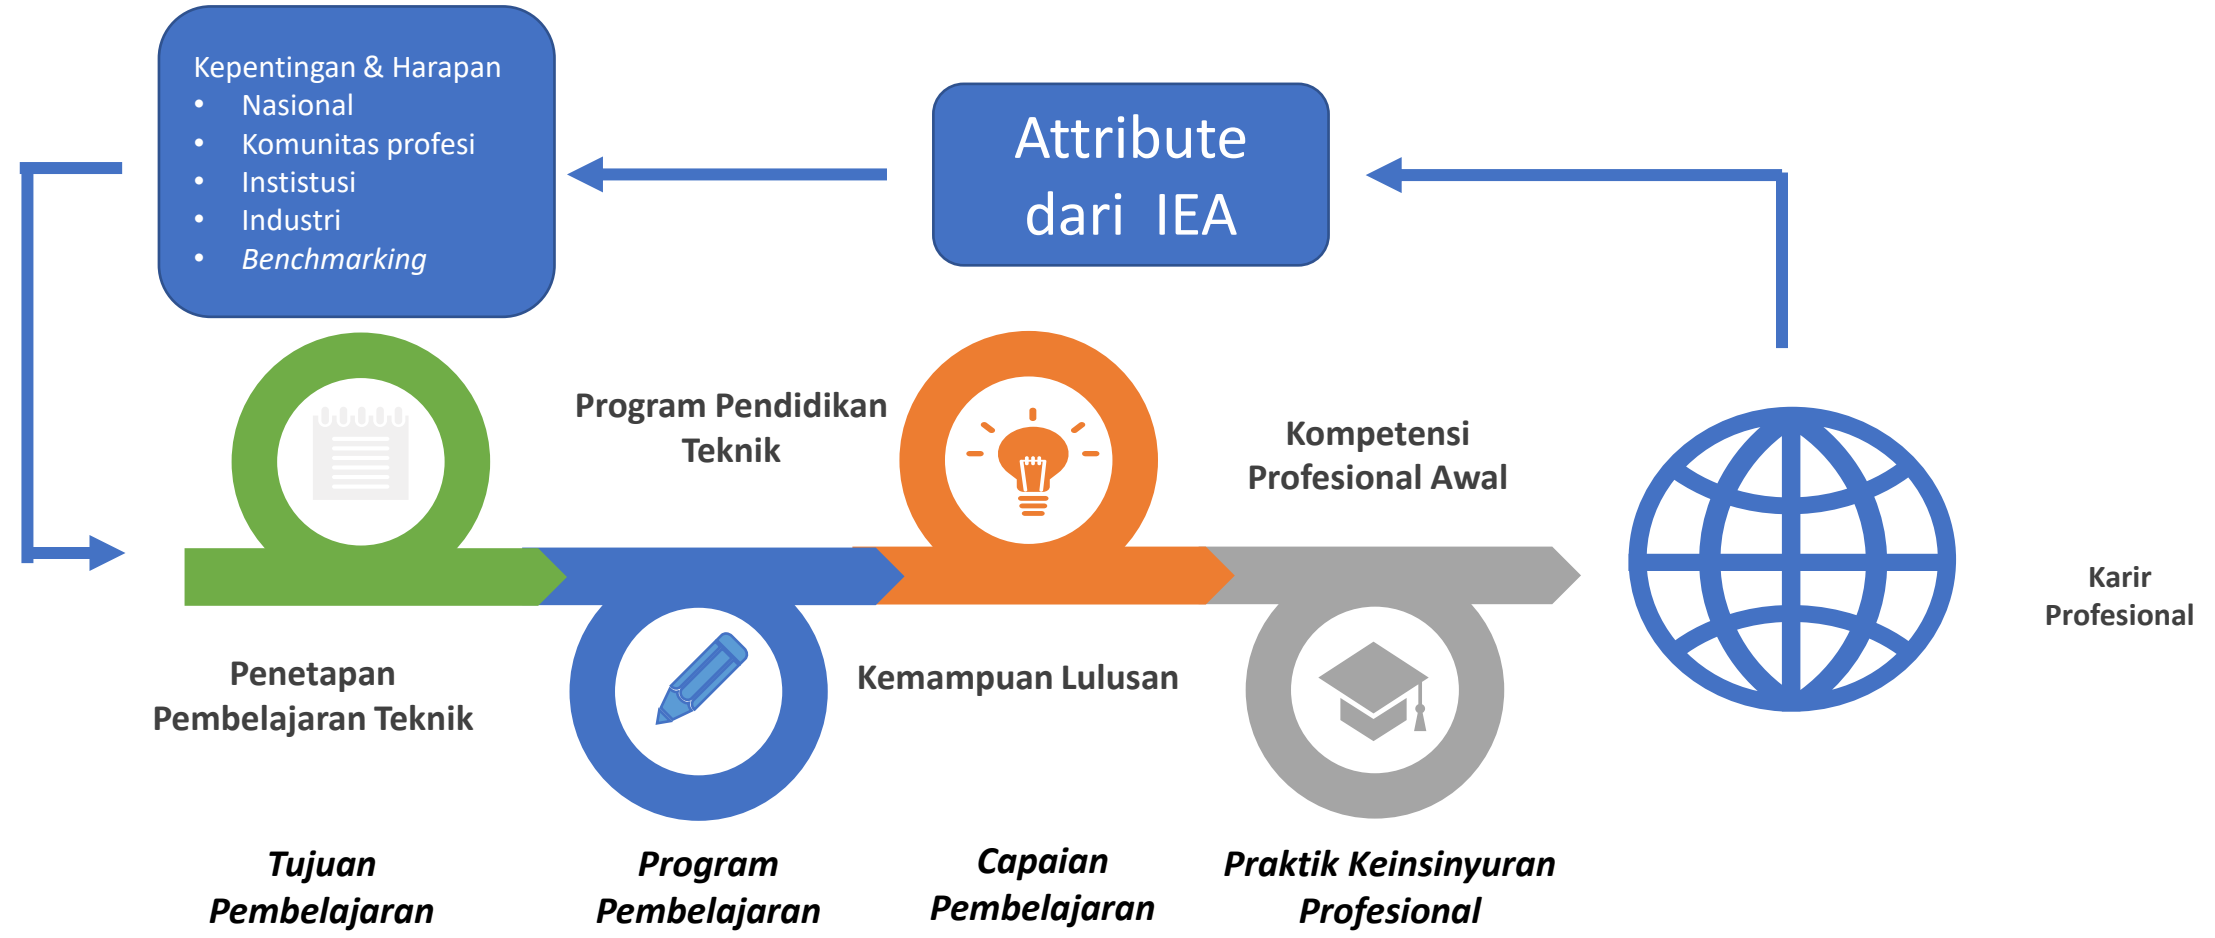 Kepentingan & Harapan
• Nasional
• Komunitas profesi
• Instistusi
• Industri
• Benchmarking
Attribute
dari IEA
Program Pendidikan
Teknik
Kompetensi
Profesional Awal
Karir
Profesional
Penetapan
Pembelajaran Teknik
Kemampuan Lulusan
Tujuan
Pembelajaran
Program
Pembelajaran
Capaian
Pembelajaran
Praktik Keinsinyuran
Profesional